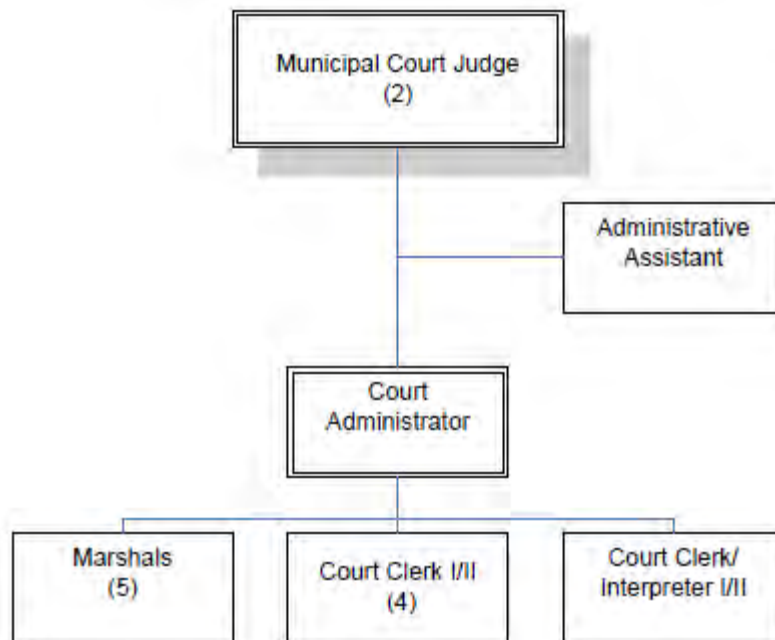 Municipal Court Judge
(2)
Administrative
Assistant
Court
Administrator
Marshals
(5)
Court Clerk I/II
(4)
Court Clerk/
Interpreter I/II